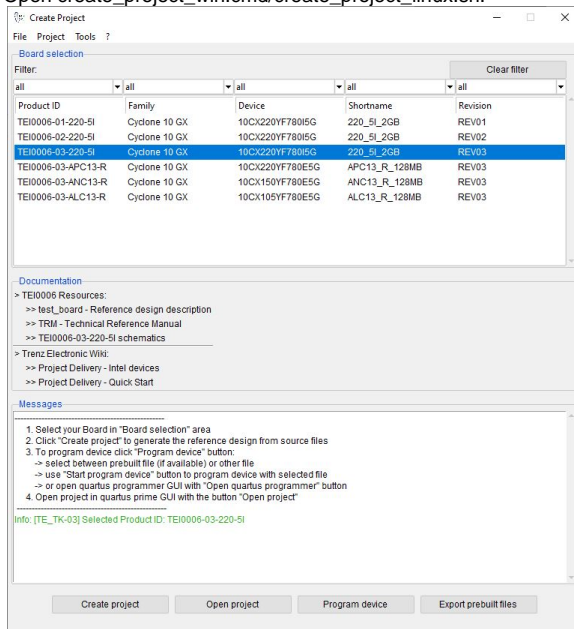 Open create_project_win.cmd/create_project_linux.sh:
Create Project
File Project Tools ?
Board selection
Filter:
Clear filter
all all all all all
Product ID Family Device Shortname Revision
TEI0006-01-220-5I Cyclone 10 GX 10CX220YF780I5G 220_5I_2GB REV01
TEI0006-02-220-5I Cyclone 10 GX 10CX220YF780I5G 220_5I_2GB REV02
TEI0006-03-220-5I Cyclone 10 GX 10CX220YF780I5G 220_5I_2GB REV03
TEI0006-03-APC13-R Cyclone 10 GX 10CX220YF780E5G APC13_R_128MB REV03
TEI0006-03-ANC13-R Cyclone 10 GX 10CX150YF780E5G ANC13_R_128MB REV03
TEI0006-03-ALC13-R Cyclone 10 GX 10CX105YF780E5G ALC13_R_128MB REV03
Documentation
> TEI0006 Resources:
>> test_board - Reference design description
>> TRM - Technical Reference Manual
>> TEI0006-03-220-5I schematics
> Trenz Electronic Wiki:
>> Project Delivery - Intel devices
>> Project Delivery - Quick Start
Messages
1. Select your Board in "Board selection" area
2. Click "Create project" to generate the reference design from source files
3. To program device click "Program device" button:
-> select between prebuilt file (if available) or other file
-> use "Start program device" button to program device with selected file
-> or open quartus programmer GUI with "Open quartus programmer" button
4. Open project in quartus prime GUI with the button "Open project"
Info: [TE_TK-03] Selected Product ID: TEI0006-03-220-5I
Create project Open project Program device Export prebuilt files